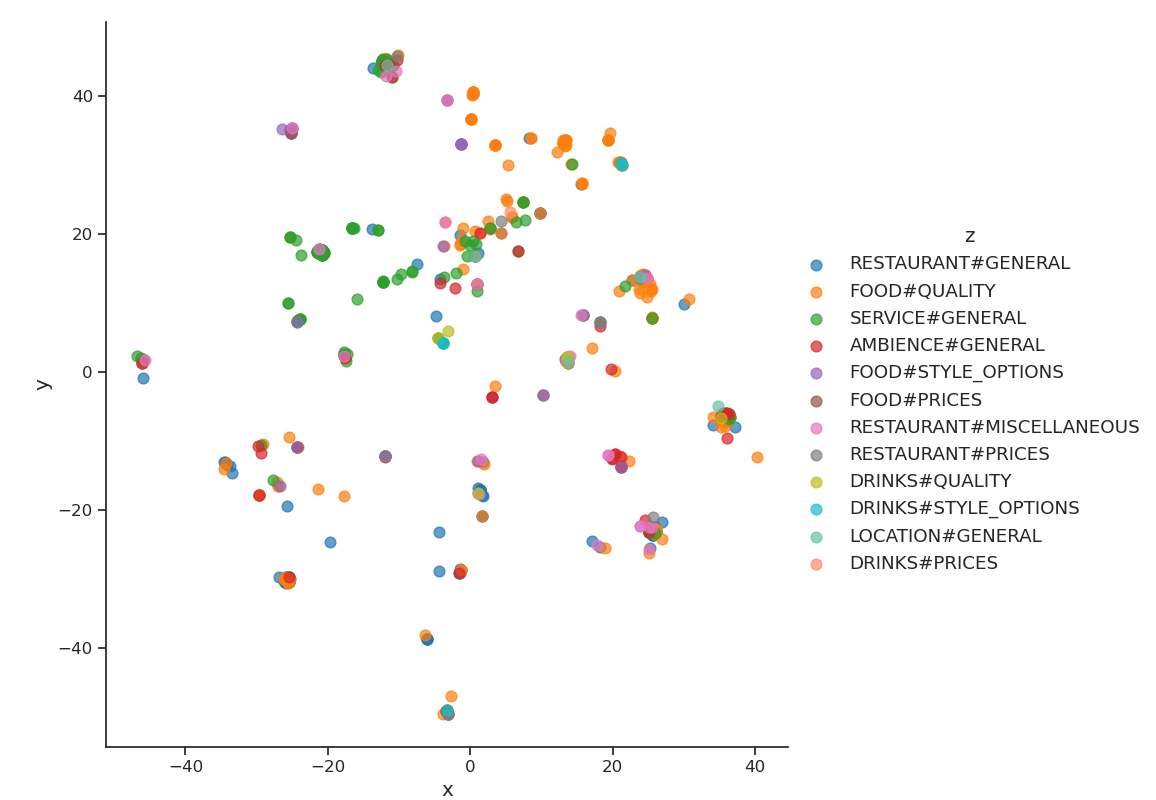 40
20
0
−20
−40
y
−40
−20
0
20
40
x
z
RESTAURANT#GENERAL
FOOD#QUALITY
SERVICE#GENERAL
AMBIENCE#GENERAL
FOOD#STYLE_OPTIONS
FOOD#PRICES
RESTAURANT#MISCELLANEOUS
RESTAURANT#PRICES
DRINKS#QUALITY
DRINKS#STYLE_OPTIONS
LOCATION#GENERAL
DRINKS#PRICES